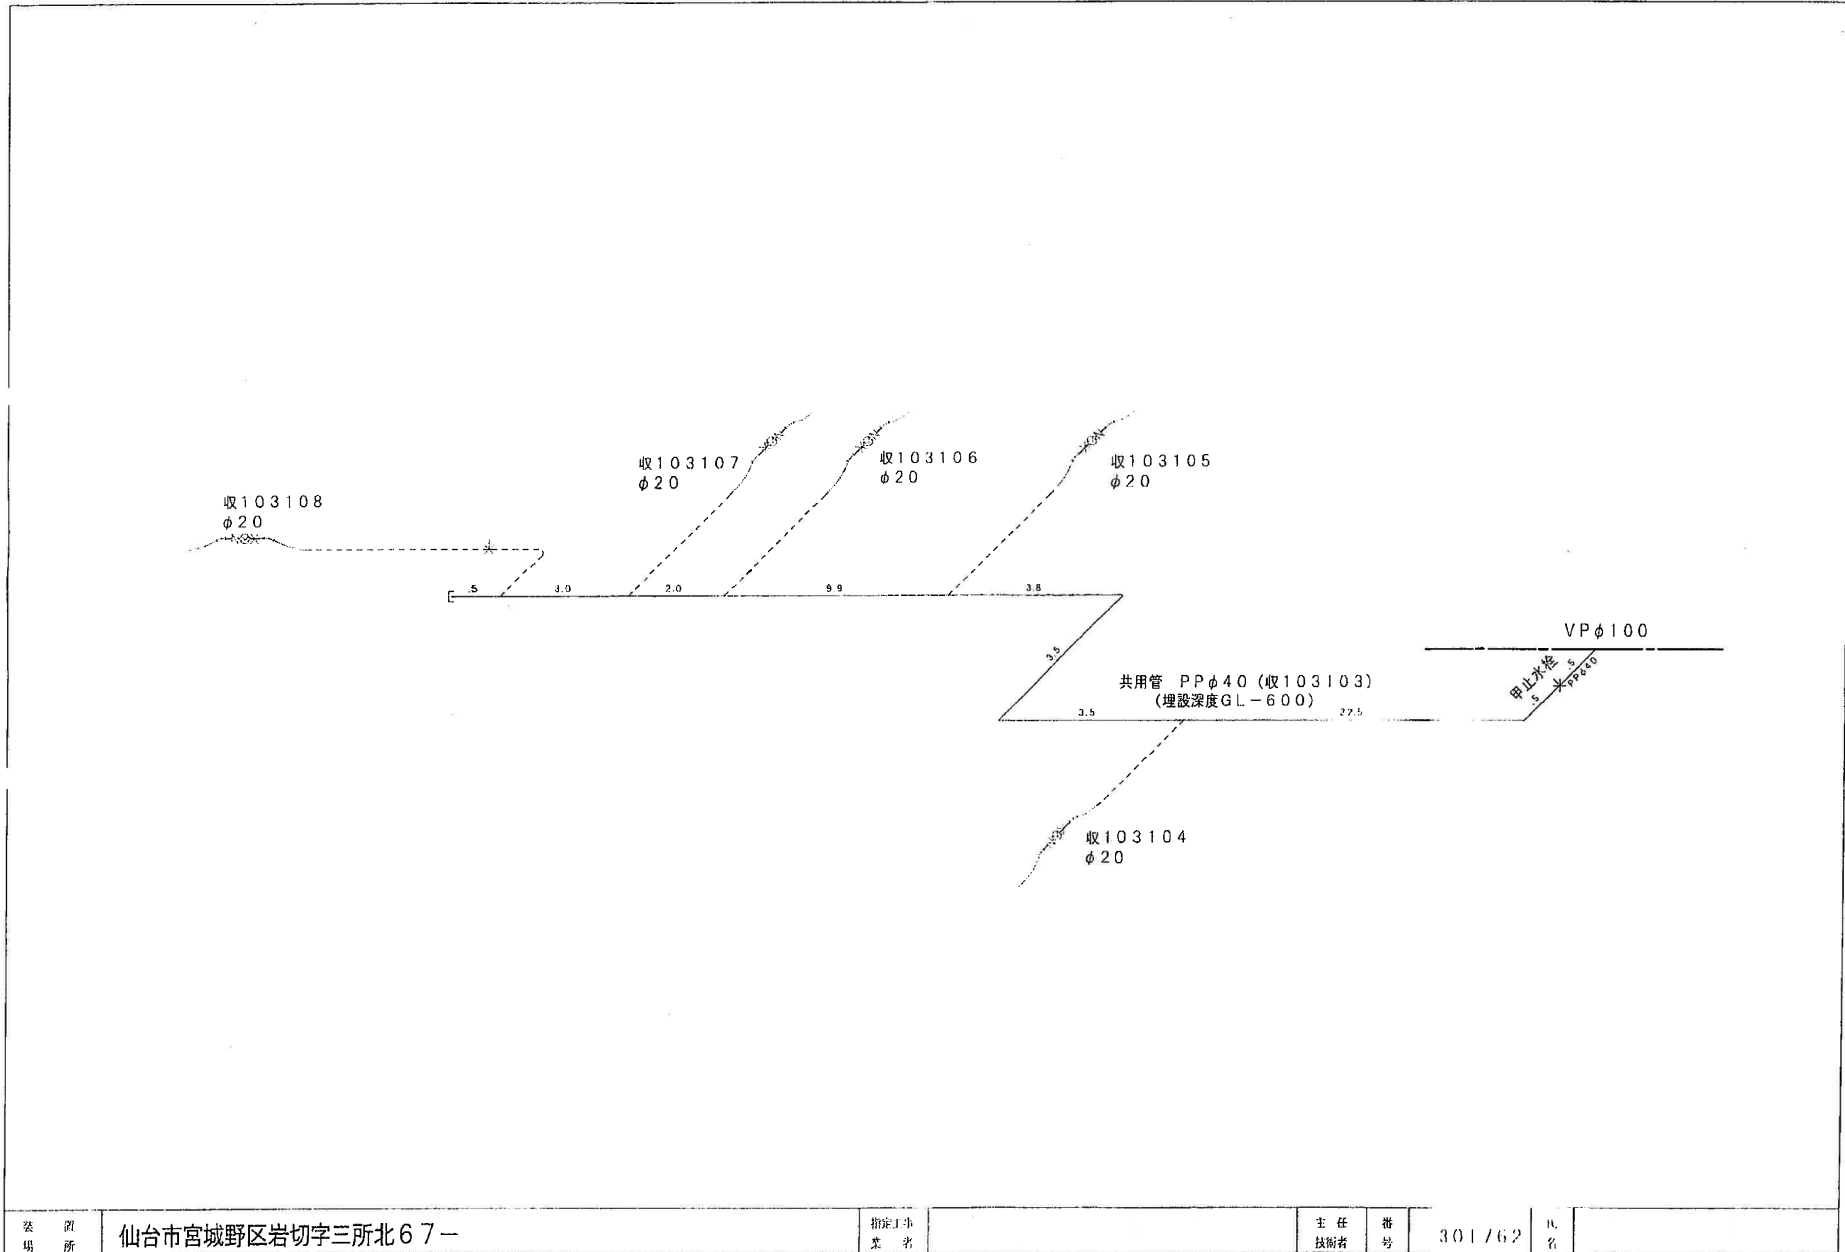 収103107
φ20
収103106
φ20
収103105
φ20
収103108
φ20
.5
3.0
2.0
9.9
3.8
3.5
VPφ100
甲止水栓
.5
PPφ40
.5
共用管 PPφ40 (収103103)
(埋設深度GL-600)
3.5
27.5
収103104
φ20
装置
場所
仙台市宮城野区岩切字三所北67-
指定工事
業者
主任
技術者
番
号
301762
氏
名